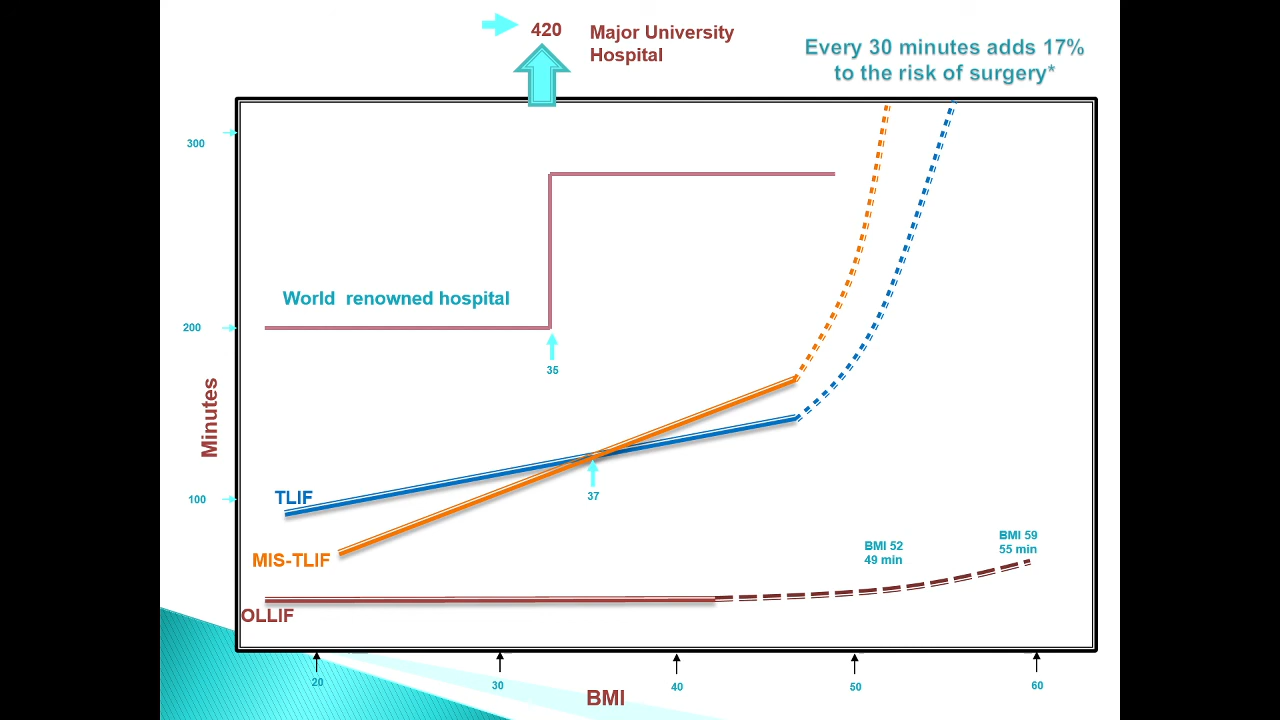 420
Major University
Hospital
Every 30 minutes adds 17%
to the risk of surgery*
300
World renowned hospital
200
35
Minutes
TLIF
100
37
MIS-TLIF
BMI 52
49 min
BMI 59
55 min
OLLIF
20
30
40
50
60
BMI